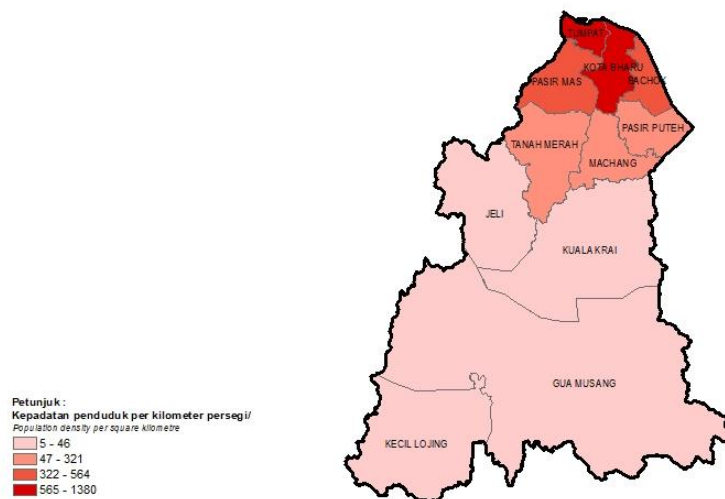 TUMPAT
KOTA BHARU
PASIR MAS
BACHOK
PASIR PUTEH
TANAH MERAH
MACHANG
JELI
KUALA KRAI
GUA MUSANG
KECIL LOJING
Petunjuk :
Kepadatan penduduk per kilometer persegi/
Population density per square kilometre
5 - 46
47 - 321
322 - 564
565 - 1380